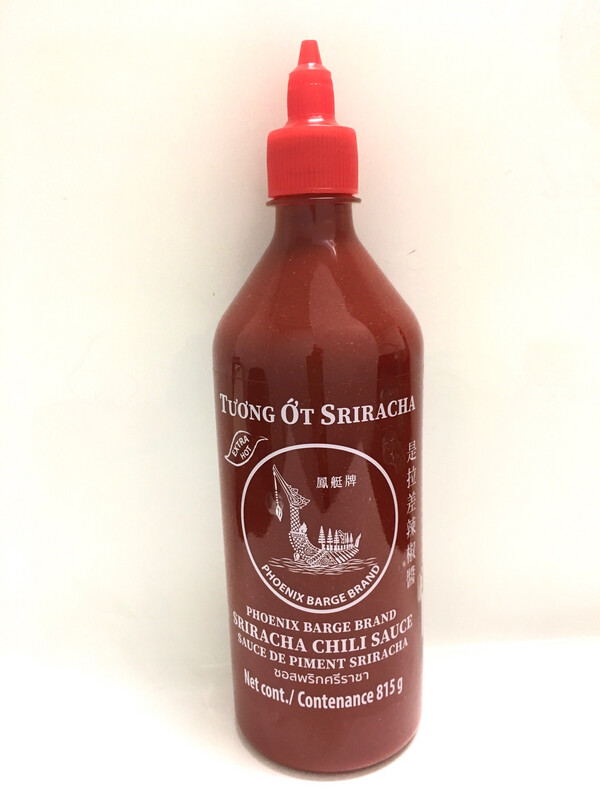 TƯƠNG ỚT SRIRACHA
EXTRA
HOT
鳳艇牌
PHOENIX BARGE BRAND
是拉差辣椒醬
PHOENIX BARGE BRAND
SRIRACHA CHILI SAUCE
SAUCE DE PIMENT SRIRACHA
ซอสพริกศรีราชา
Net cont./ Contenance 815 g